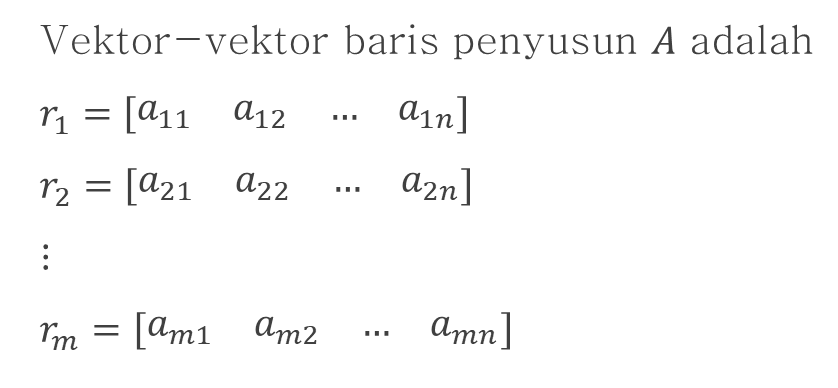 Vektor-vektor baris penyusun A adalah
r₁ = [a₁₁ a₁₂ ... a₁ₙ]
r₂ = [a₂₁ a₂₂ ... a₂ₙ]
⋮
rₘ = [aₘ₁ aₘ₂ ... aₘₙ]